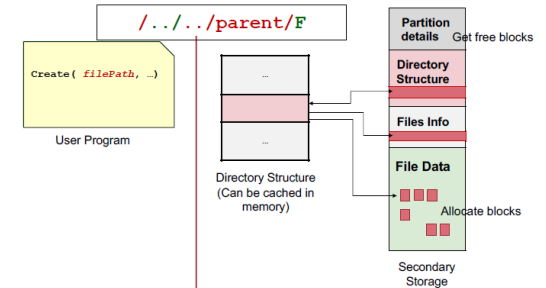 /../../parent/F
Create( filePath, …)
User Program
…
…
Directory Structure
(Can be cached in
memory)
Partition
details
Get free blocks
Directory
Structure
Files Info
File Data
Allocate blocks
Secondary
Storage